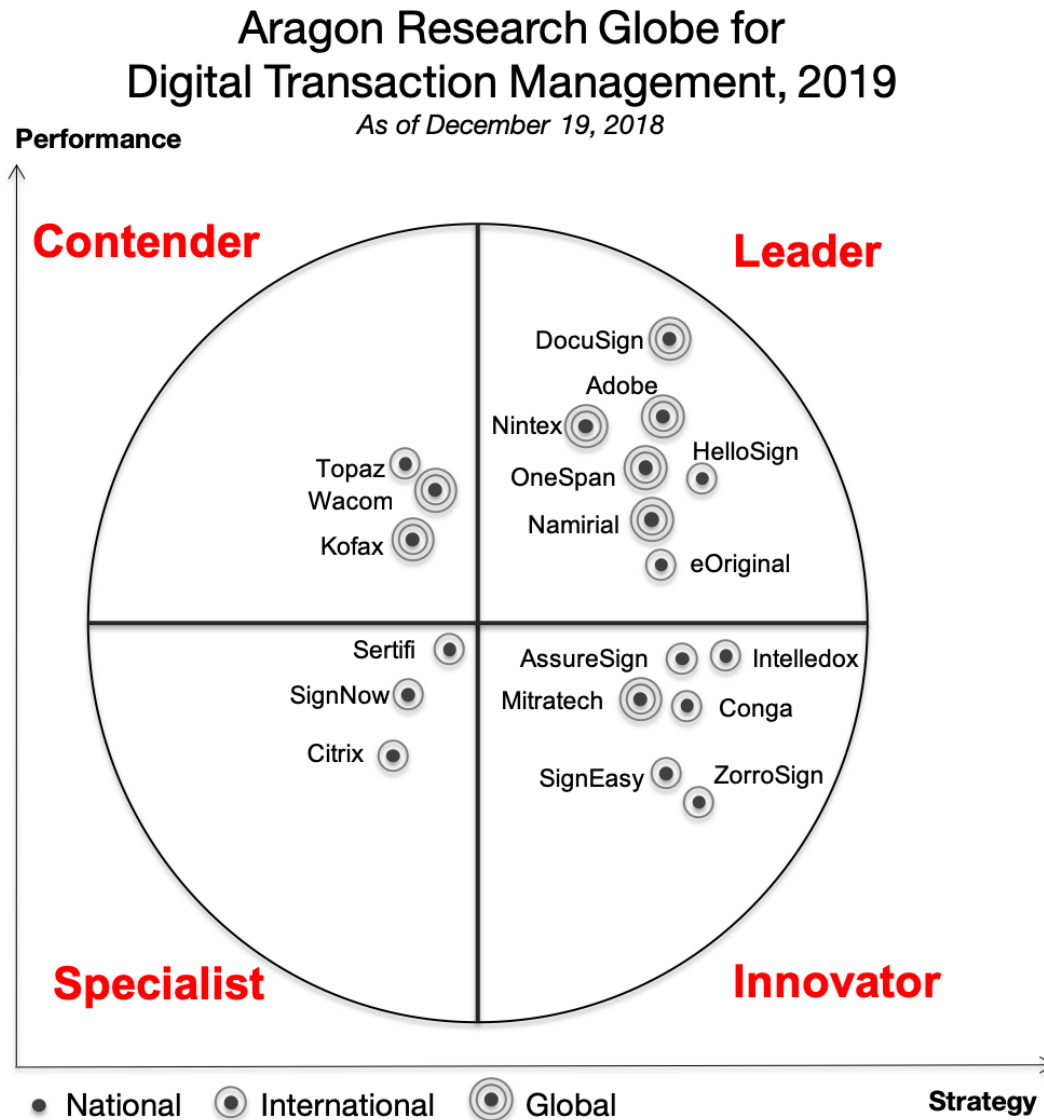 Aragon Research Globe for
Digital Transaction Management, 2019
As of December 19, 2018
Performance
Contender
Leader
DocuSign
Adobe
Nintex
HelloSign
Topaz
OneSpan
Wacom
Namirial
Kofax
eOriginal
Sertifi
AssureSign
Intelledox
SignNow
Mitratech
Conga
Citrix
SignEasy
ZorroSign
Specialist
Innovator
National
International
Global
Strategy